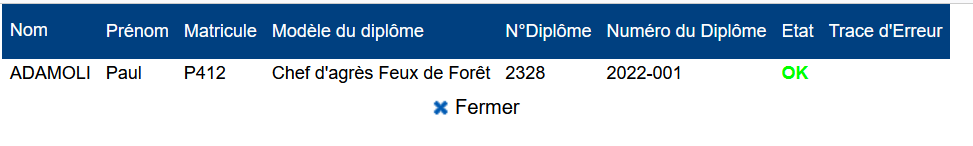 Nom Prénom Matricule Modèle du diplôme N°Diplôme Numéro du Diplôme Etat Trace d'Erreur
ADAMOLI Paul P412 Chef d'agrès Feux de Forêt 2328 2022-001 OK
Fermer